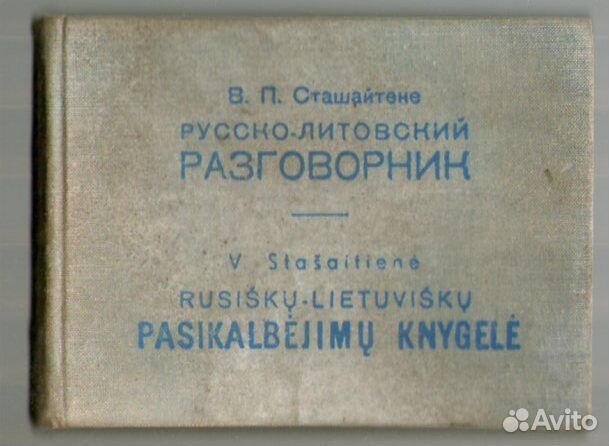 В. П. Сташайтене
РУССКО-ЛИТОВСКИЙ
РАЗГОВОРНИК
V Stašaitienė
RUSIŠKŲ-LIETUVIŠKŲ
PASIKALBĖJIMŲ KNYGELĖ
Avito